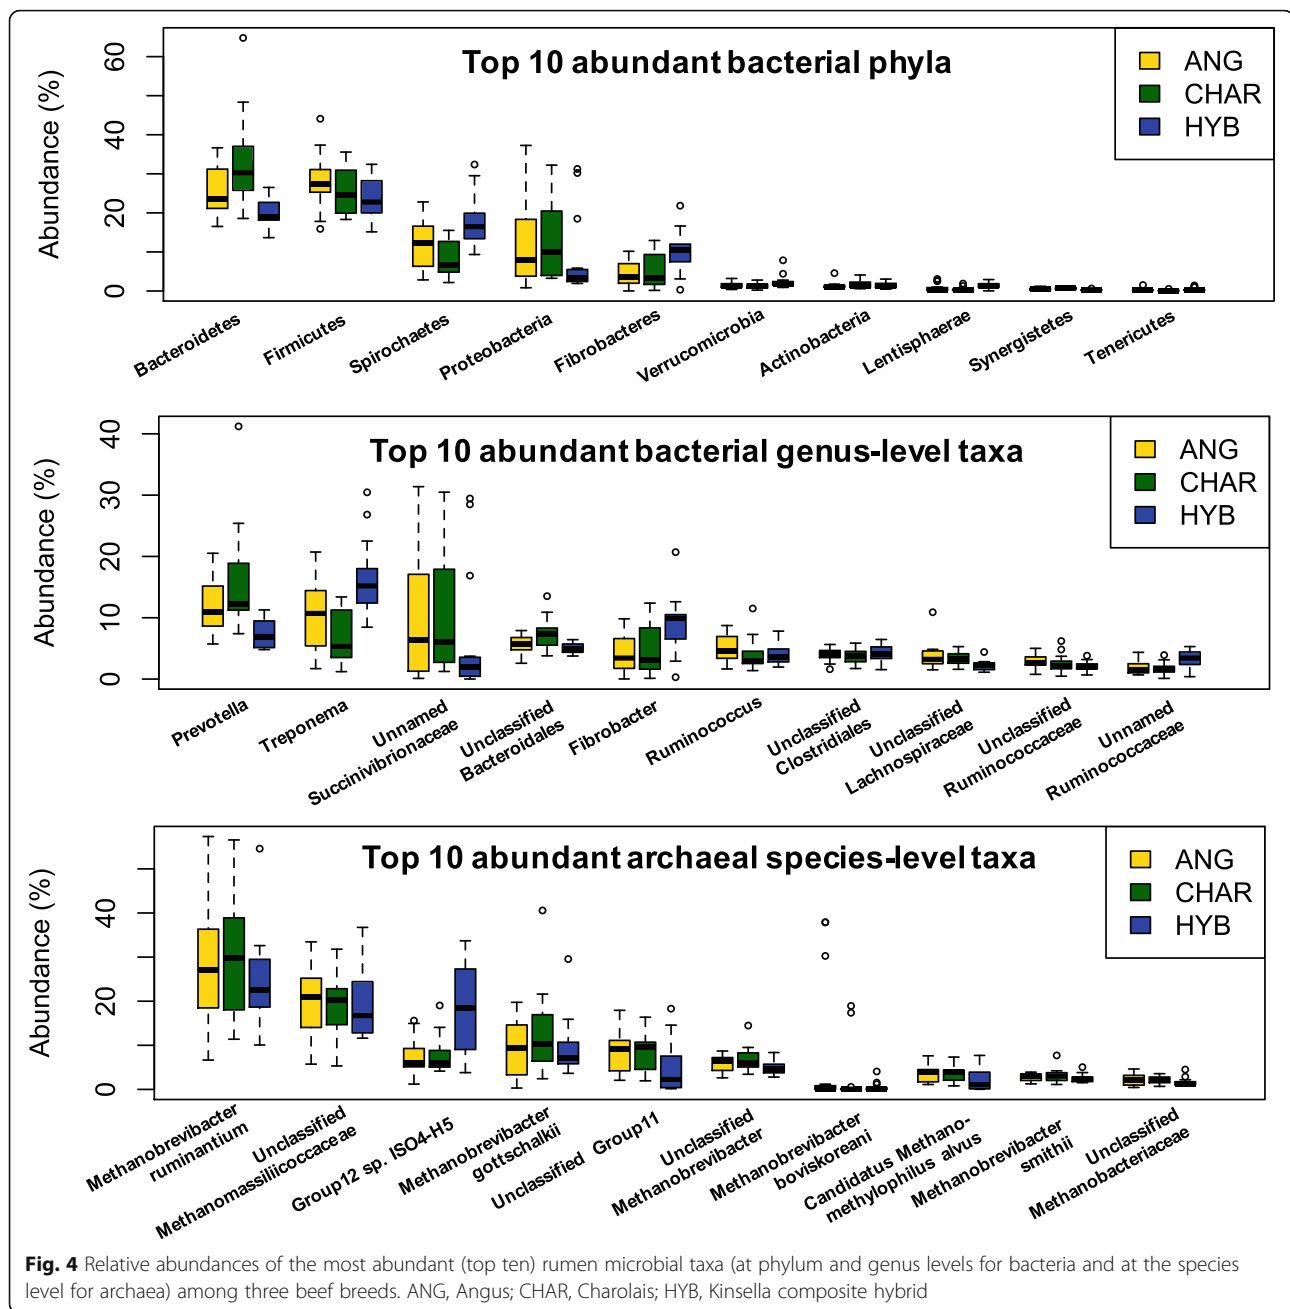 Top 10 abundant bacterial phyla
ANG
CHAR
HYB
Abundance (%)
60
40
20
0
Bacteroidetes
Firmicutes
Spirochaetes
Proteobacteria
Fibrobacteres
Verrucomicrobia
Actinobacteria
Lentisphaerae
Synergistetes
Tenericutes
Top 10 abundant bacterial genus-level taxa
ANG
CHAR
HYB
Abundance (%)
40
30
20
10
0
Prevotella
Treponema
Unnamed
Succinivibrionaceae
Unclassified
Bacteroidales
Fibrobacter
Ruminococcus
Unclassified
Clostridiales
Unclassified
Lachnospiraceae
Unclassified
Ruminococcaceae
Unnamed
Ruminococcaceae
Top 10 abundant archaeal species-level taxa
ANG
CHAR
HYB
Abundance (%)
40
20
0
Methanobrevibacter
ruminantium
Unclassified
Methanomassiliicoccaceae
Group12 sp. ISO4-H5
Methanobrevibacter
gottschalkii
Unclassified Group11
Unclassified
Methanobrevibacter
Methanobrevibacter
boviskoreani
Candidatus Methano-
methylophilus alvus
Methanobrevibacter
smithii
Unclassified
Methanobacteriaceae
Fig. 4 Relative abundances of the most abundant (top ten) rumen microbial taxa (at phylum and genus levels for bacteria and at the species
level for archaea) among three beef breeds. ANG, Angus; CHAR, Charolais; HYB, Kinsella composite hybrid